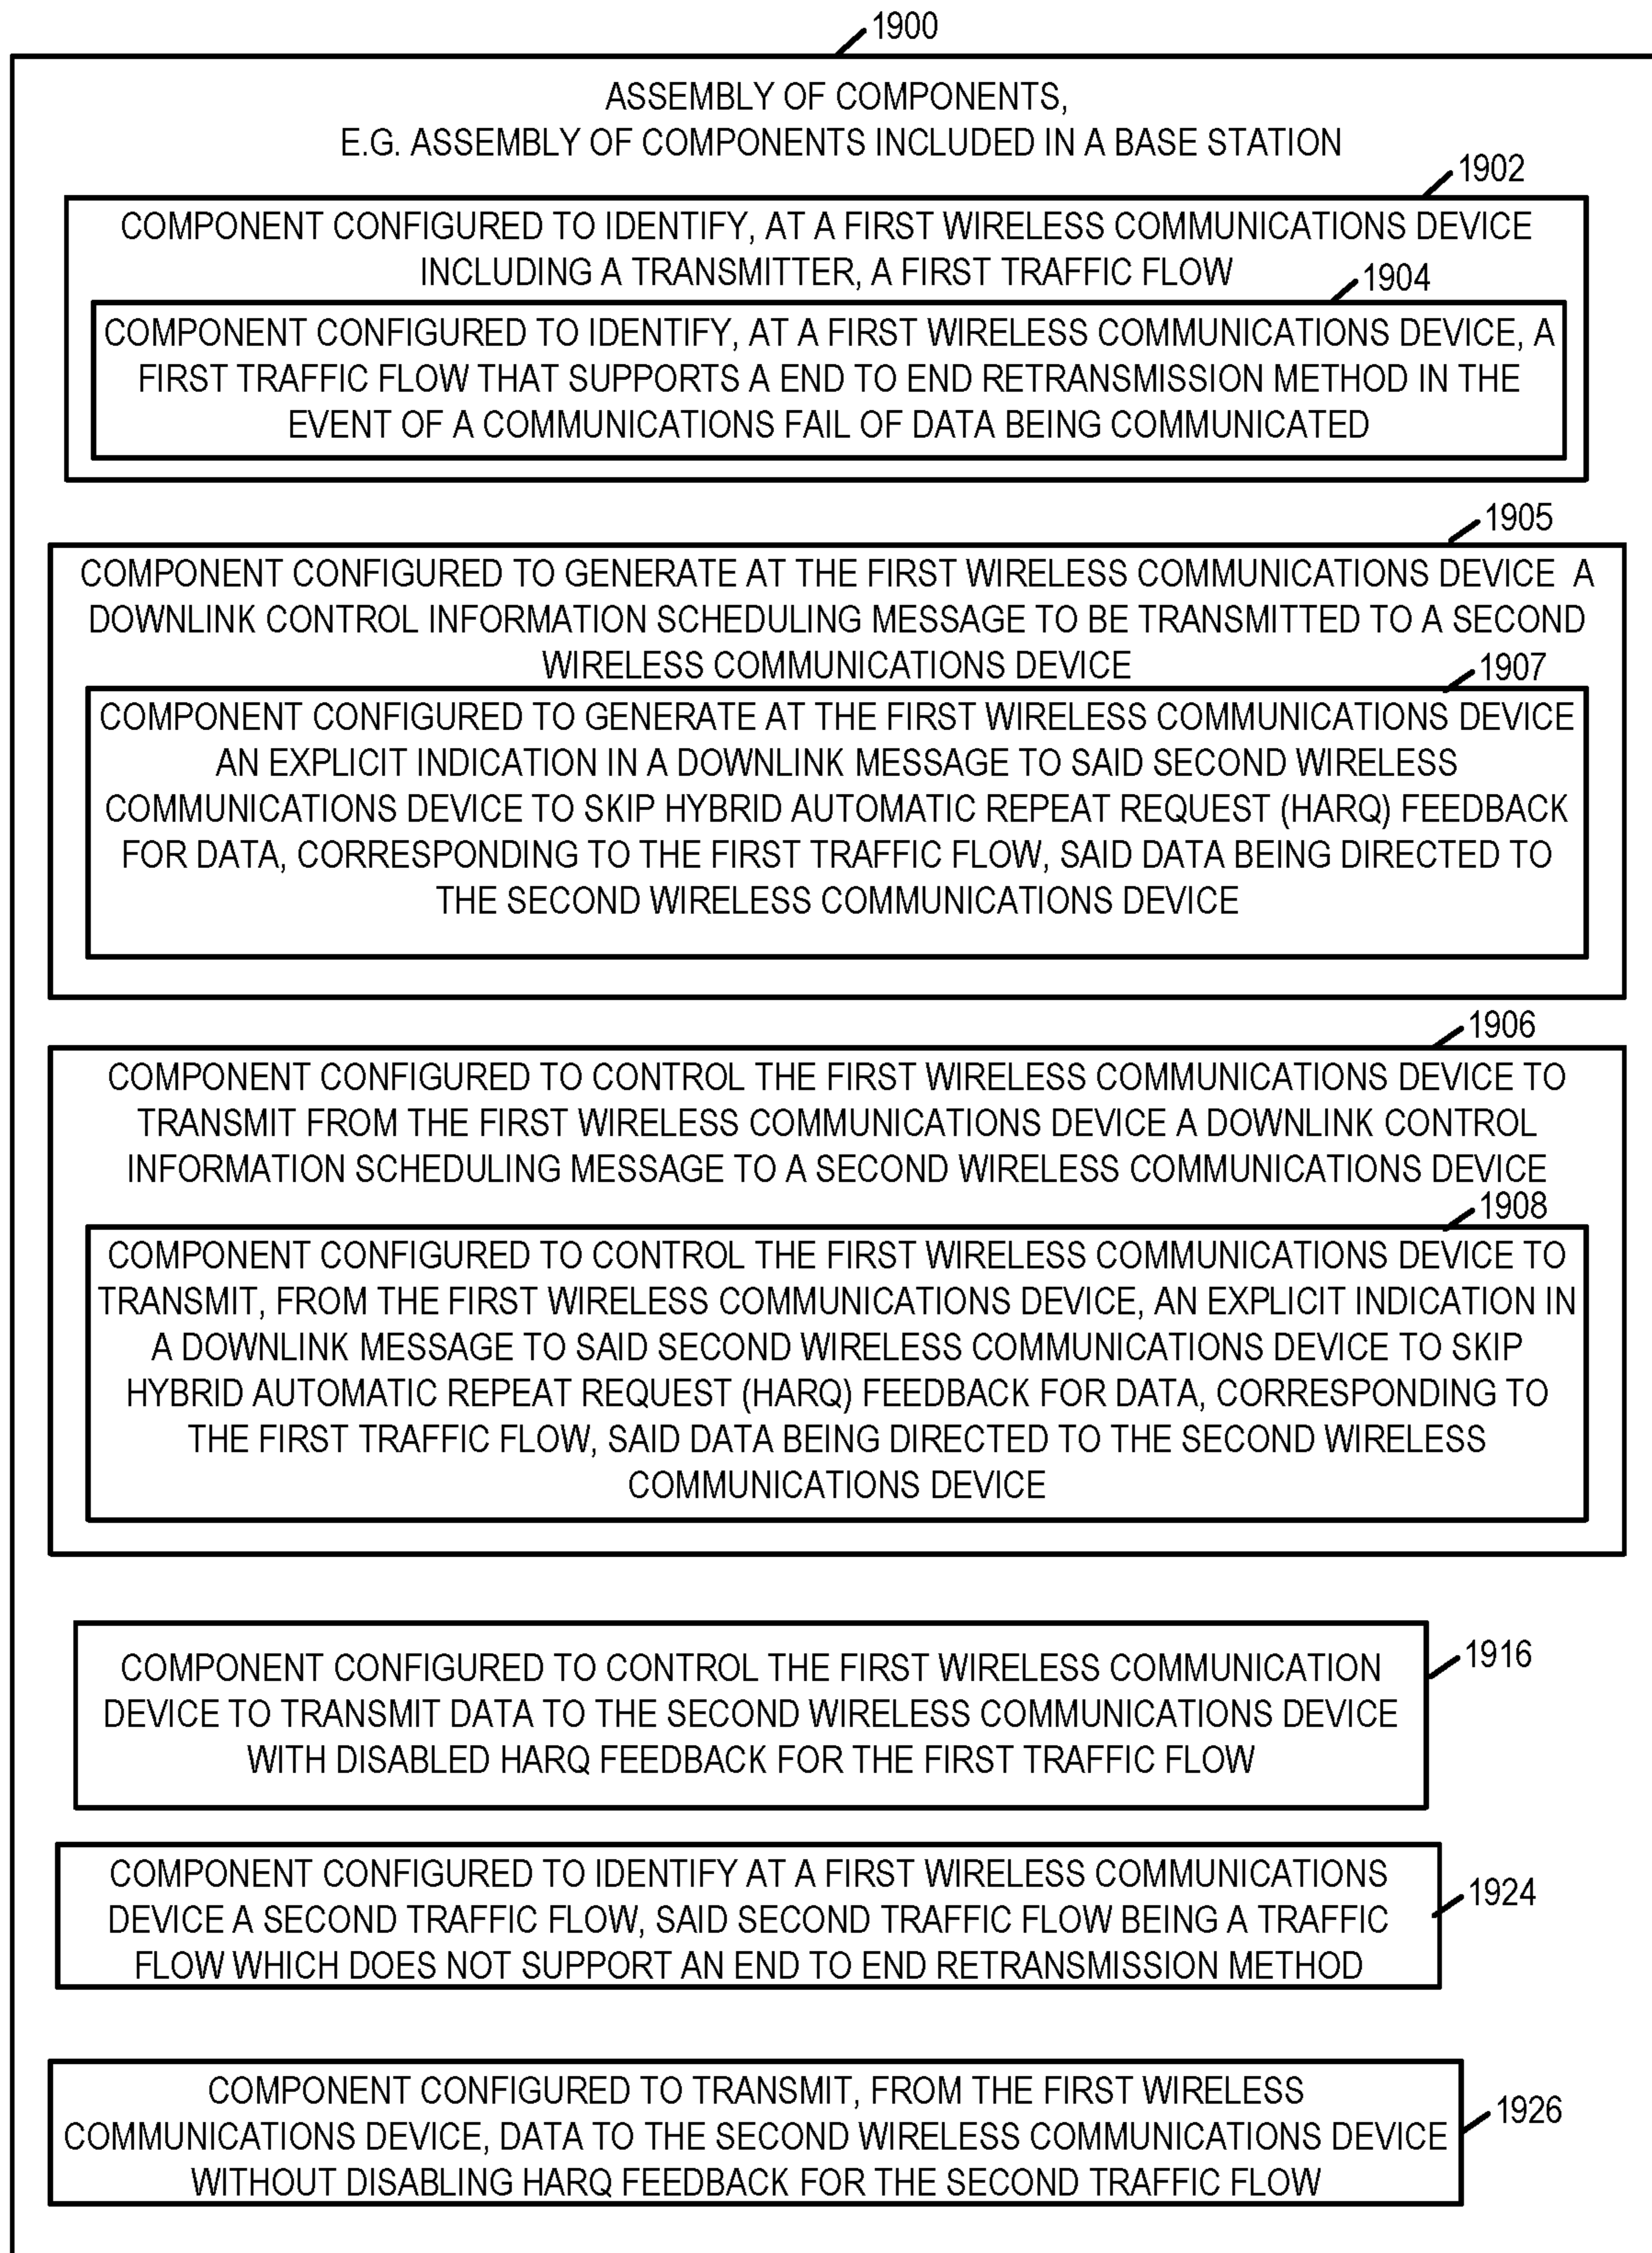 1900
ASSEMBLY OF COMPONENTS,
E.G. ASSEMBLY OF COMPONENTS INCLUDED IN A BASE STATION
1902
COMPONENT CONFIGURED TO IDENTIFY, AT A FIRST WIRELESS COMMUNICATIONS DEVICE
INCLUDING A TRANSMITTER, A FIRST TRAFFIC FLOW
1904
COMPONENT CONFIGURED TO IDENTIFY, AT A FIRST WIRELESS COMMUNICATIONS DEVICE, A
FIRST TRAFFIC FLOW THAT SUPPORTS A END TO END RETRANSMISSION METHOD IN THE
EVENT OF A COMMUNICATIONS FAIL OF DATA BEING COMMUNICATED
1905
COMPONENT CONFIGURED TO GENERATE AT THE FIRST WIRELESS COMMUNICATIONS DEVICE A
DOWNLINK CONTROL INFORMATION SCHEDULING MESSAGE TO BE TRANSMITTED TO A SECOND
WIRELESS COMMUNICATIONS DEVICE
1907
COMPONENT CONFIGURED TO GENERATE AT THE FIRST WIRELESS COMMUNICATIONS DEVICE
AN EXPLICIT INDICATION IN A DOWNLINK MESSAGE TO SAID SECOND WIRELESS
COMMUNICATIONS DEVICE TO SKIP HYBRID AUTOMATIC REPEAT REQUEST (HARQ) FEEDBACK
FOR DATA, CORRESPONDING TO THE FIRST TRAFFIC FLOW, SAID DATA BEING DIRECTED TO
THE SECOND WIRELESS COMMUNICATIONS DEVICE
1906
COMPONENT CONFIGURED TO CONTROL THE FIRST WIRELESS COMMUNICATIONS DEVICE TO
TRANSMIT FROM THE FIRST WIRELESS COMMUNICATIONS DEVICE A DOWNLINK CONTROL
INFORMATION SCHEDULING MESSAGE TO A SECOND WIRELESS COMMUNICATIONS DEVICE
1908
COMPONENT CONFIGURED TO CONTROL THE FIRST WIRELESS COMMUNICATIONS DEVICE TO
TRANSMIT, FROM THE FIRST WIRELESS COMMUNICATIONS DEVICE, AN EXPLICIT INDICATION IN
A DOWNLINK MESSAGE TO SAID SECOND WIRELESS COMMUNICATIONS DEVICE TO SKIP
HYBRID AUTOMATIC REPEAT REQUEST (HARQ) FEEDBACK FOR DATA, CORRESPONDING TO
THE FIRST TRAFFIC FLOW, SAID DATA BEING DIRECTED TO THE SECOND WIRELESS
COMMUNICATIONS DEVICE
COMPONENT CONFIGURED TO CONTROL THE FIRST WIRELESS COMMUNICATION
DEVICE TO TRANSMIT DATA TO THE SECOND WIRELESS COMMUNICATIONS DEVICE
WITH DISABLED HARQ FEEDBACK FOR THE FIRST TRAFFIC FLOW
1916
COMPONENT CONFIGURED TO IDENTIFY AT A FIRST WIRELESS COMMUNICATIONS
DEVICE A SECOND TRAFFIC FLOW, SAID SECOND TRAFFIC FLOW BEING A TRAFFIC
FLOW WHICH DOES NOT SUPPORT AN END TO END RETRANSMISSION METHOD
1924
COMPONENT CONFIGURED TO TRANSMIT, FROM THE FIRST WIRELESS
COMMUNICATIONS DEVICE, DATA TO THE SECOND WIRELESS COMMUNICATIONS DEVICE
WITHOUT DISABLING HARQ FEEDBACK FOR THE SECOND TRAFFIC FLOW
1926